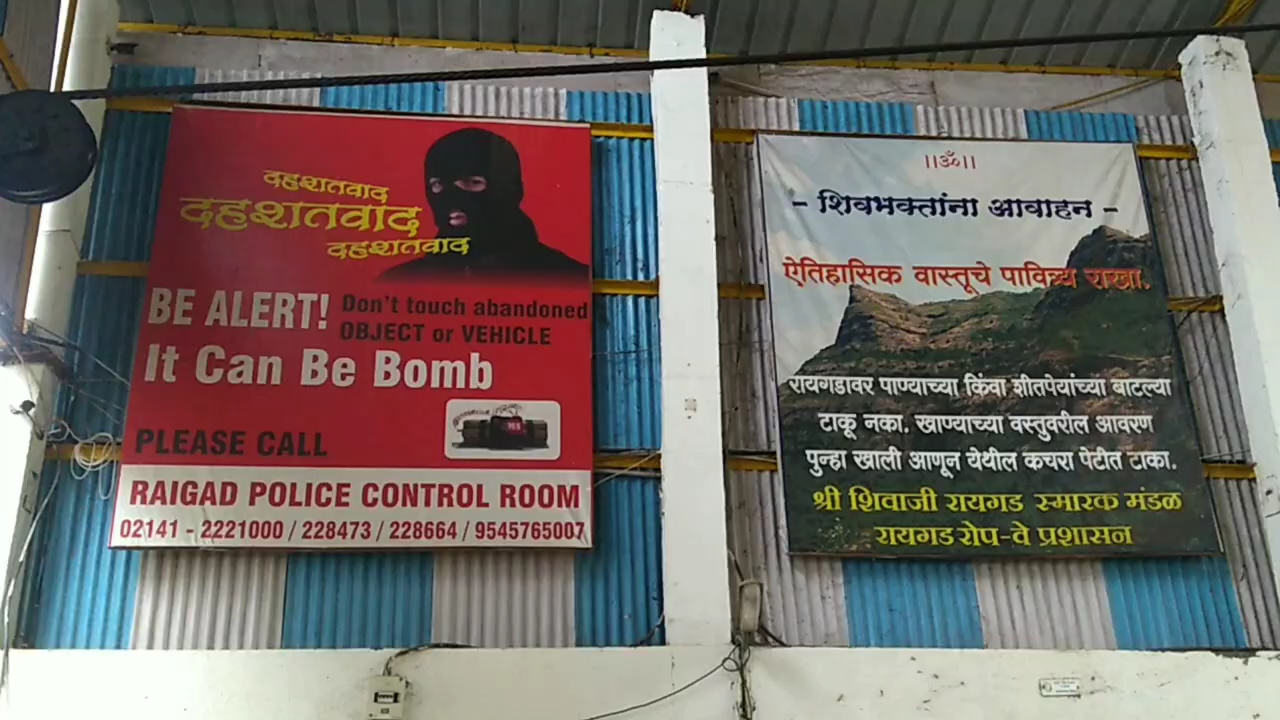 दहशतवाद
दहशतवाद
दहशतवाद
BE ALERT! Don't touch abandoned
OBJECT or VEHICLE
It Can Be Bomb
PLEASE CALL
RAIGAD POLICE CONTROL ROOM
02141 - 2221000 / 228473 / 228664 / 9545765007
||ॐ||
- शिवभक्तांना आवाहन -
ऐतिहासिक वास्तूचे पावित्र्य राखा.
रायगडावर पाण्याच्या किंवा शीतपेयांच्या बाटल्या
टाकू नका. खाण्याच्या वस्तुवरील आवरण
पुन्हा खाली आणून येथील कचरा पेटीत टाका.
श्री शिवाजी रायगड स्मारक मंडळ
रायगड रोप-वे प्रशासन